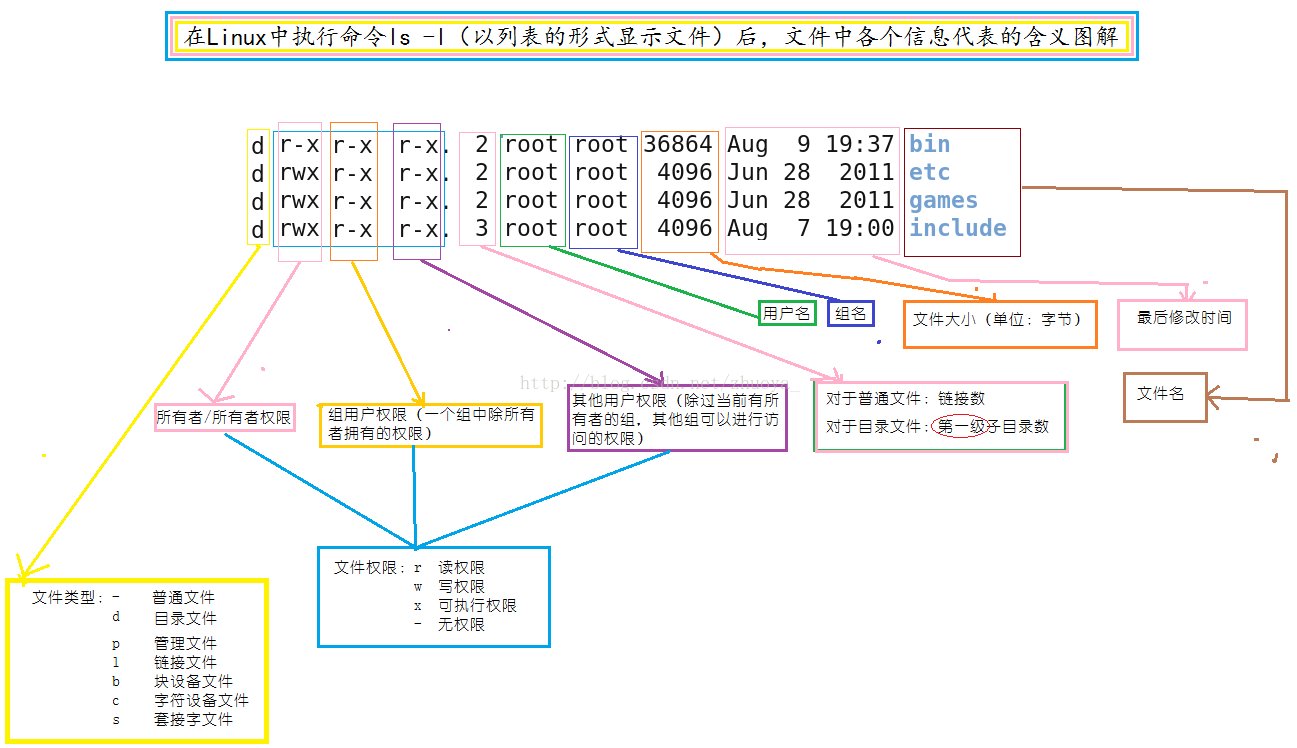 在Linux中执行命令ls -l（以列表的形式显示文件）后，文件中各个信息代表的含义图解
d r-x r-x r-x. 2 root root 36864 Aug 9 19:37 bin
d rwx r-x r-x. 2 root root 4096 Jun 28 2011 etc
d rwx r-x r-x. 2 root root 4096 Jun 28 2011 games
d rwx r-x r-x. 3 root root 4096 Aug 7 19:00 include
用户名
组名
文件大小（单位；字节）
最后修改时间
http://blog.csdn.net/zhuoya_
文件名
所有者/所有者权限
组用户权限（一个组中除所有
者拥有的权限）
其他用户权限（除过当前有所
有者的组，其他组可以进行访
问的权限）
对于普通文件：链接数
对于目录文件：第一级子目录数
文件类型：- 普通文件
d 目录文件
p 管理文件
l 链接文件
b 块设备文件
c 字符设备文件
s 套接字文件
文件权限：r 读权限
w 写权限
x 可执行权限
- 无权限